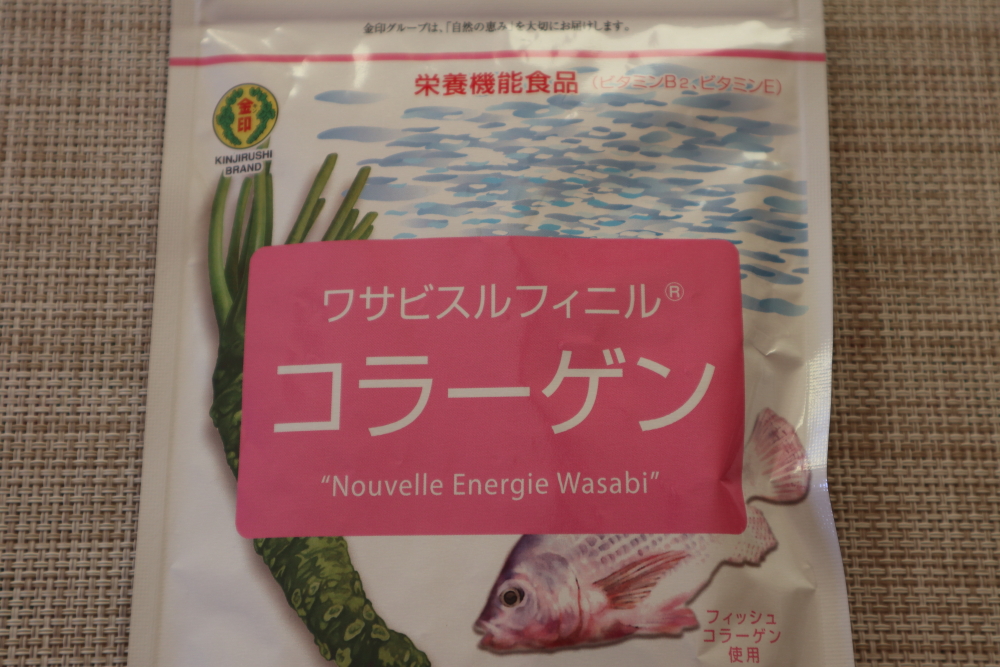 金印グループは、「自然の恵み」を大切にお届けします。
栄養機能食品（ビタミンB2、ビタミンE）
金印
KINJIRUSHI
BRAND
ワサビスルフィニル®
コラーゲン
“Nouvelle Energie Wasabi”
フィッシュ
コラーゲン
使用